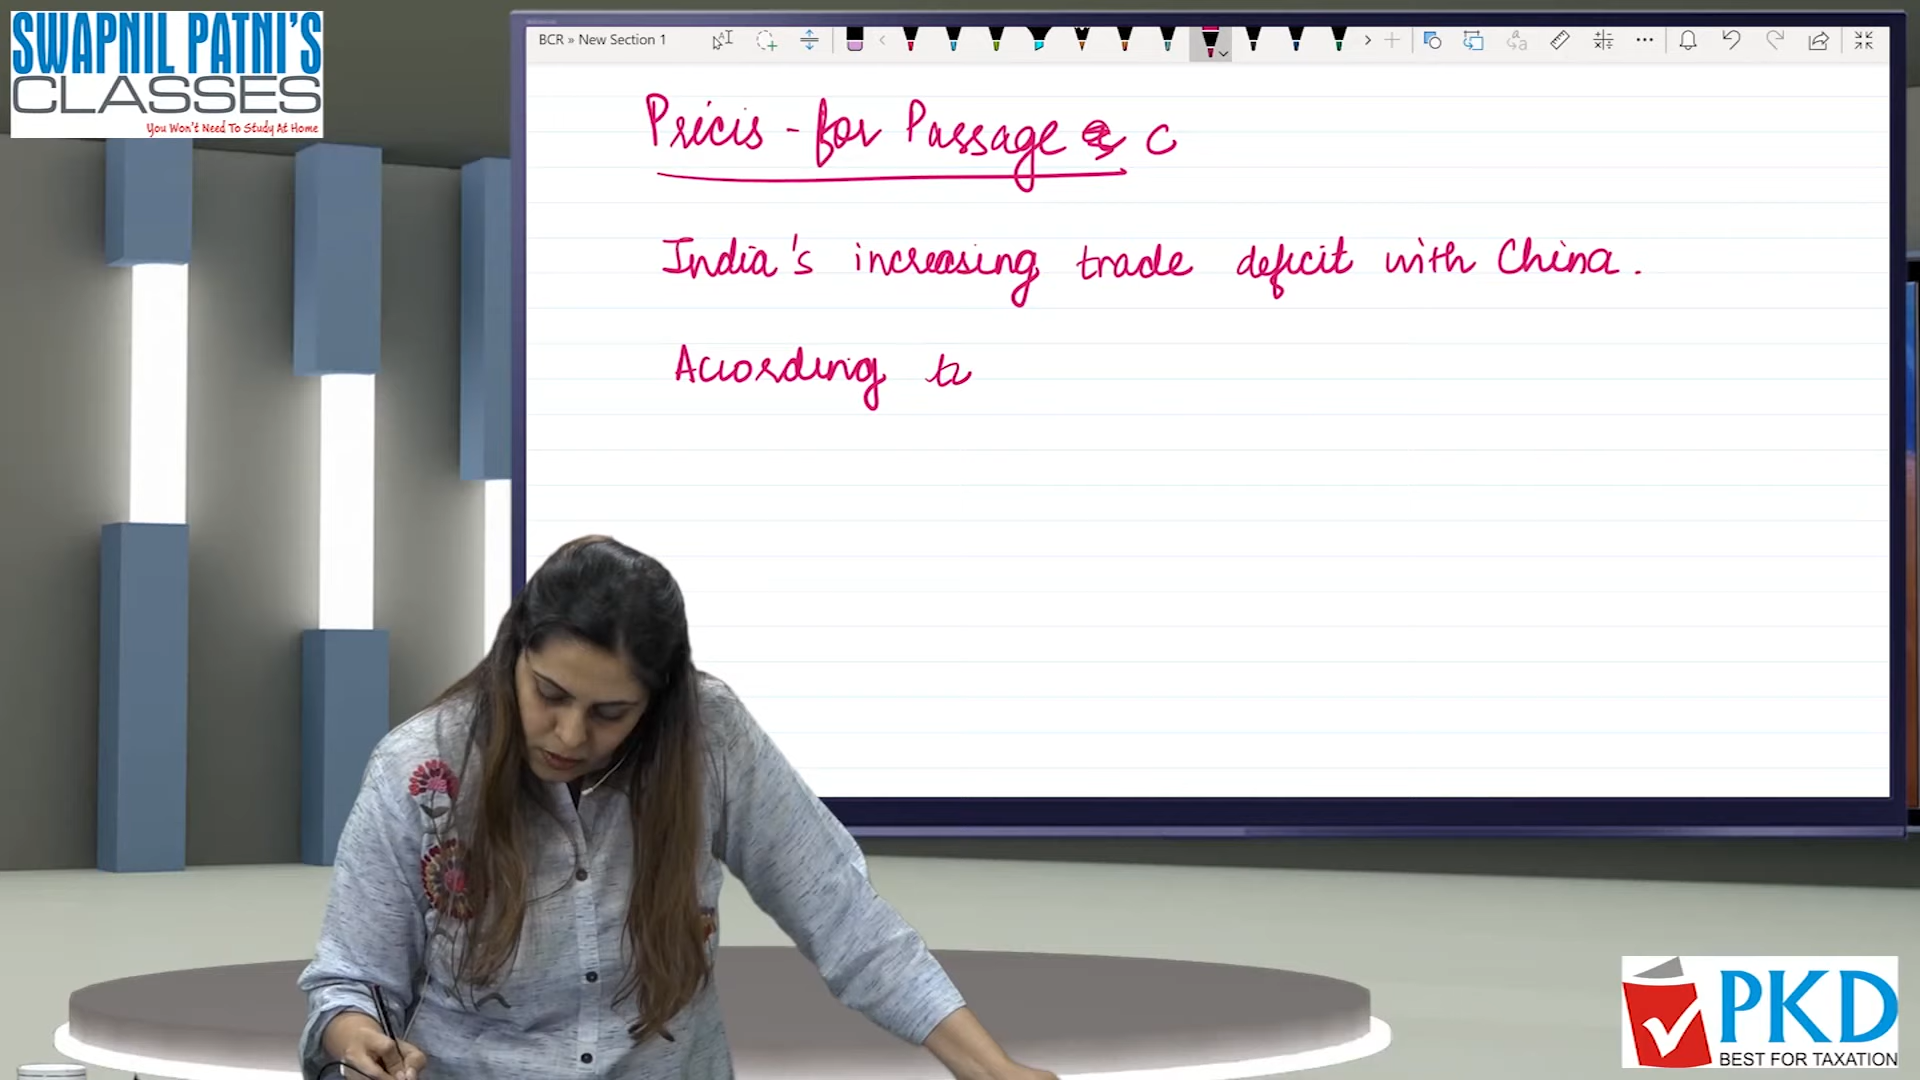 SWAPNIL PATNI'S
CLASSES
You Won't Need To Study At Home
BCR » New Section 1
Pricis - for Passage C
India's increasing trade deficit with China.
According to
PKD
BEST FOR TAXATION